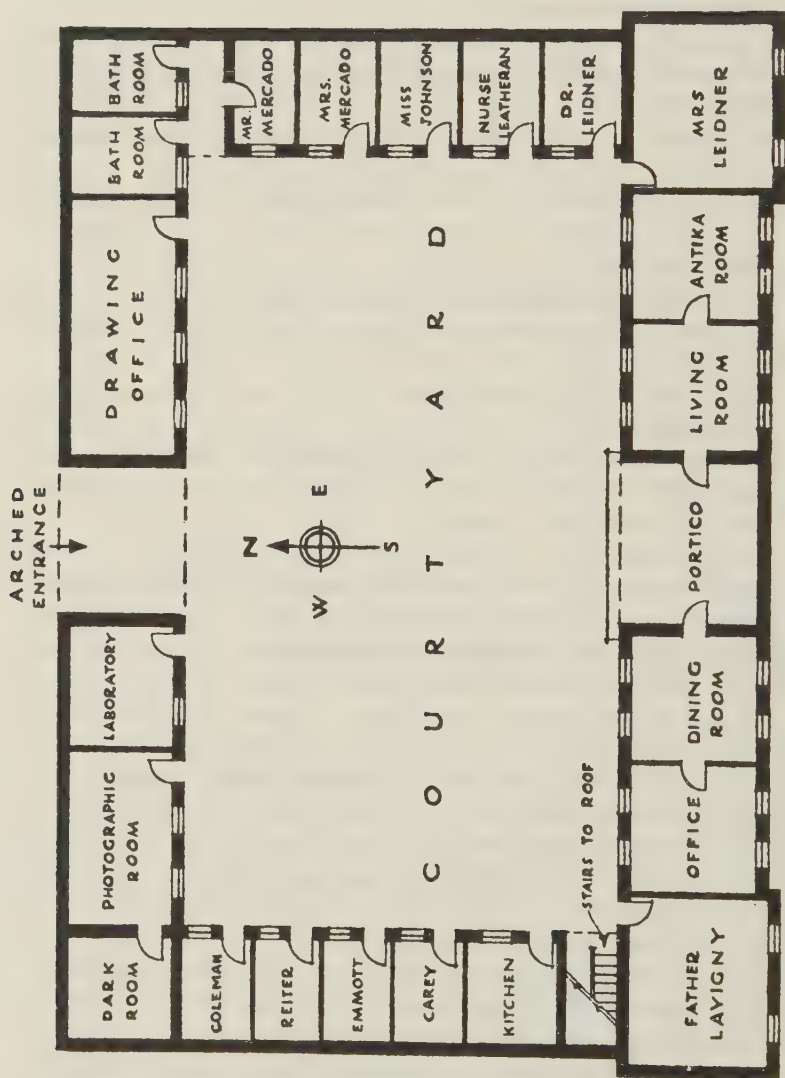 ARCHED
ENTRANCE
DARK
ROOM
PHOTOGRAPHIC
ROOM
LABORATORY
DRAWING
OFFICE
BATH
ROOM
BATH
ROOM
COLEMAN
REITER
EMMOTT
CAREY
KITCHEN
STAIRS TO ROOF
N
W
E
S
COURTYARD
MR.
MERCADO
MRS.
MERCADO
MISS
JOHNSON
NURSE
LEATHERAN
DR.
LEIDNER
FATHER
LAVIGNY
OFFICE
DINING
ROOM
PORTICO
LIVING
ROOM
ANTIKA
ROOM
MRS
LEIDNER